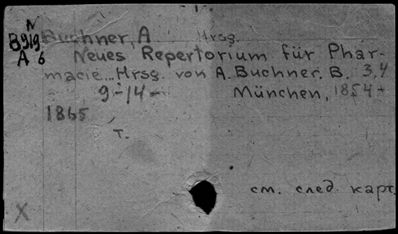 N
B919 Buchner, A Hrsg.
A 6 Neues Repertorium für Phar-
macie... Hrsg. von A. Buchner. B. 3,4
9-14- München, 1854-
1865
T.
см. след. карт.
X